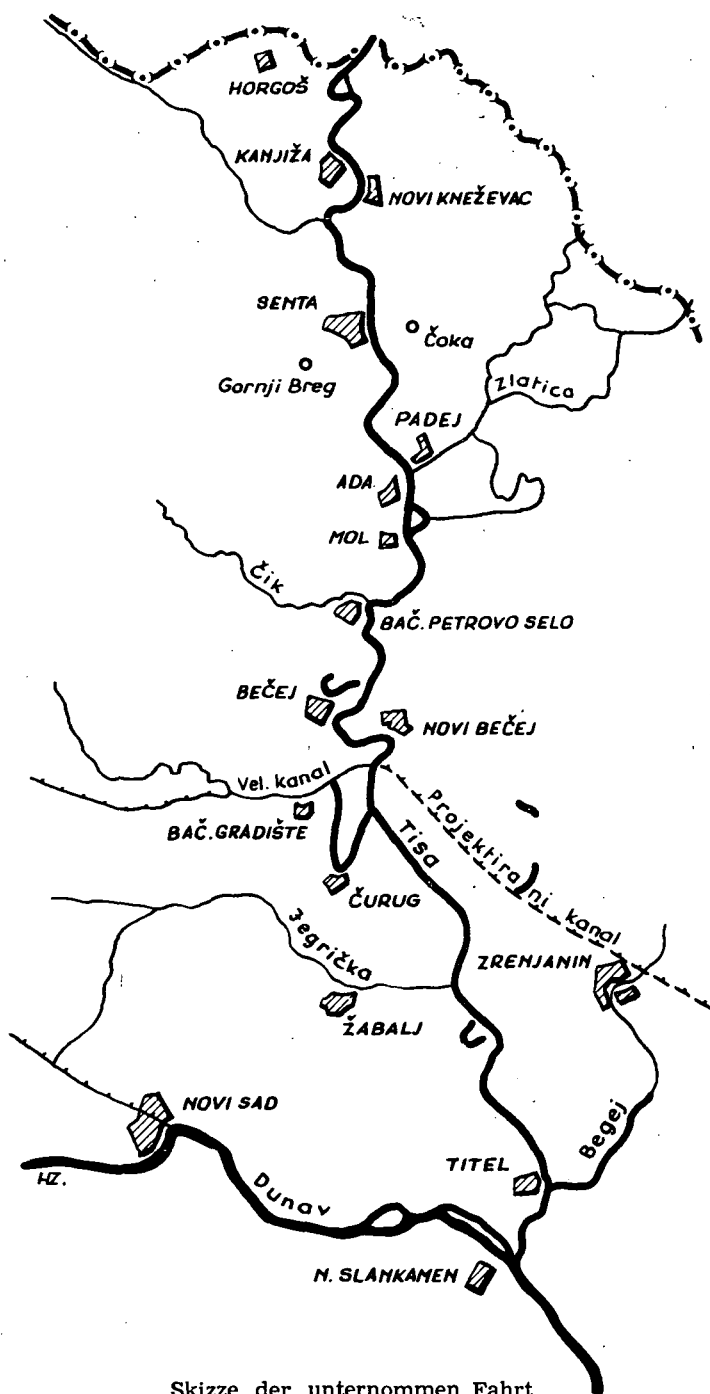 HORGOŠ
KANJIŽA
NOVI KNEŽEVAC
SENTA
Čoka
Gornji Breg
Zlatica
PADEJ
ADA
MOL
Čik
BAČ. PETROVO SELO
BEČEJ
NOVI BEČEJ
Vel. kanal
Projektirani kanal
BAČ. GRADIŠTE
Tisa
ČURUG
Jegrička
ZRENJANIN
ŽABALJ
NOVI SAD
Begej
TITEL
HZ.
Dunav
N. SLANKAMEN
Skizze der unternommen Fahrt